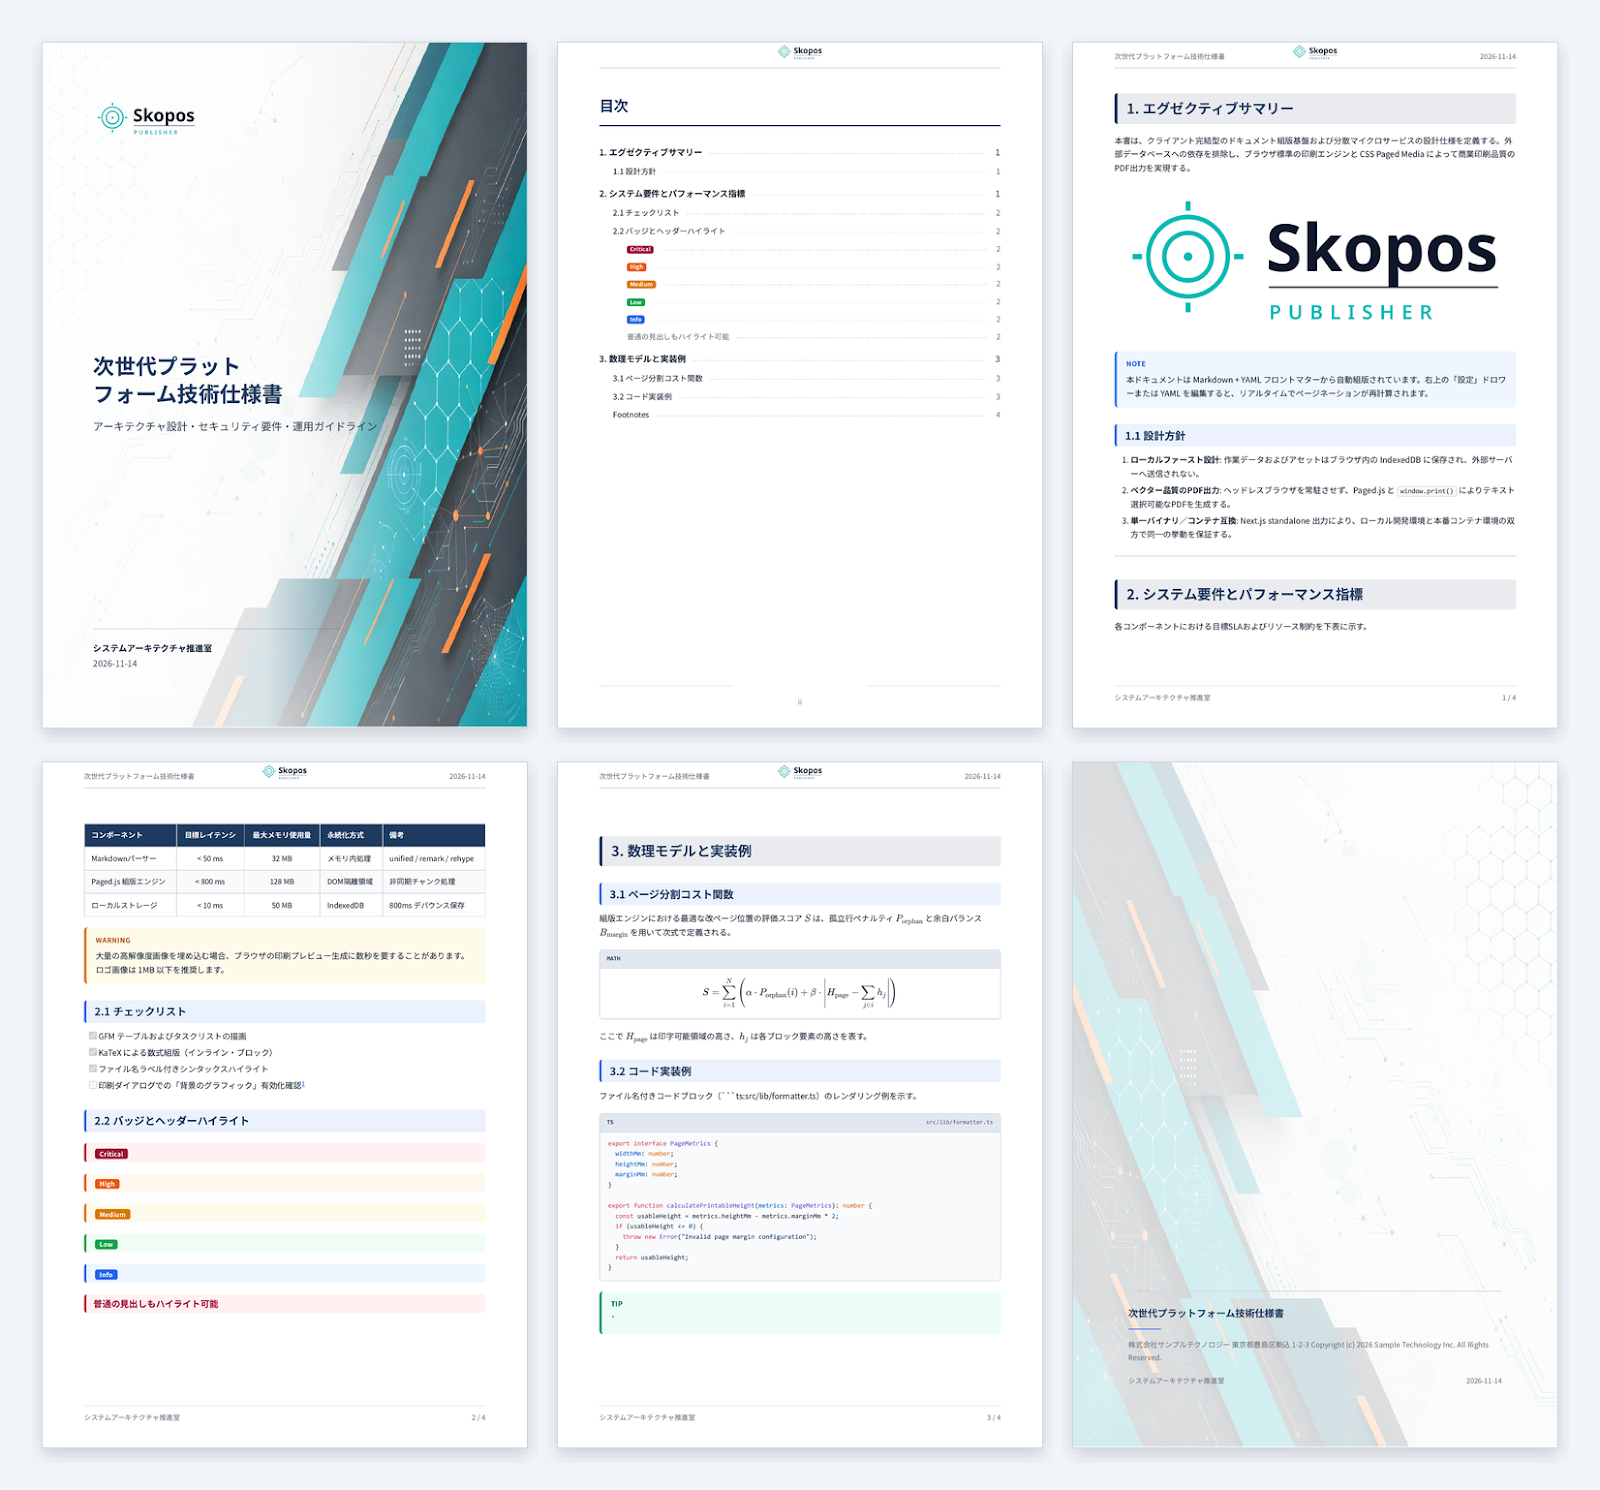 Skopos
PUBLISHER
次世代プラット
フォーム技術仕様書
アーキテクチャ設計・セキュリティ要件・運用ガイドライン
システムアーキテクチャ推進室
2026-11-14
Skopos
PUBLISHER
目次
1. エグゼクティブサマリー 1
1.1 設計方針 1
2. システム要件とパフォーマンス指標 1
2.1 チェックリスト 2
2.2 バッジとヘッダーハイライト 2
Critical 2
High 2
Medium 2
Low 2
Info 2
普通の見出しもハイライト可能 2
3. 数理モデルと実装例 3
3.1 ページ分割コスト関数 3
3.2 コード実装例 3
Footnotes 4
ii
次世代プラットフォーム技術仕様書 Skopos PUBLISHER 2026-11-14
1. エグゼクティブサマリー
本書は、クライアント完結型のドキュメント組版基盤および分散マイクロサービスの設計仕様を定義する。外
部データベースへの依存を排除し、ブラウザ標準の印刷エンジンと CSS Paged Media によって商業印刷品質の
PDF出力を実現する。
Skopos
PUBLISHER
NOTE
本ドキュメントは Markdown + YAML フロントマターから自動組版されています。右上の「設定」ドロワ
ーまたは YAML を編集すると、リアルタイムでページネーションが再計算されます。
1.1 設計方針
1. ローカルファースト設計: 作業データおよびアセットはブラウザ内の IndexedDB に保存され、外部サーバ
ーへ送信されない。
2. ベクター品質のPDF出力: ヘッドレスブラウザを常駐させず、Paged.js と window.print() によりテキスト
選択可能なPDFを生成する。
3. 単一バイナリ／コンテナ互換: Next.js standalone 出力により、ローカル開発環境と本番コンテナ環境の双
方で同一の挙動を保証する。
2. システム要件とパフォーマンス指標
各コンポーネントにおける目標SLAおよびリソース制約を下表に示す。
システムアーキテクチャ推進室 1 / 4
次世代プラットフォーム技術仕様書 Skopos PUBLISHER 2026-11-14
コンポーネント 目標レイテンシ 最大メモリ使用量 永続化方式 備考
Markdownパーサー < 50 ms 32 MB メモリ内処理 unified / remark / rehype
Paged.js 組版エンジン < 800 ms 128 MB DOM隔離領域 非同期チャンク処理
ローカルストレージ < 10 ms 50 MB IndexedDB 800ms デバウンス保存
WARNING
大量の高解像度画像を埋め込む場合、ブラウザの印刷プレビュー生成に数秒を要することがあります。
ロゴ画像は 1MB 以下を推奨します。
2.1 チェックリスト
GFM テーブルおよびタスクリストの描画
KaTeX による数式組版（インライン・ブロック）
ファイル名ラベル付きシンタックスハイライト
印刷ダイアログでの「背景のグラフィック」有効化確認1
2.2 バッジとヘッダーハイライト
Critical
High
Medium
Low
Info
普通の見出しもハイライト可能
システムアーキテクチャ推進室 2 / 4
次世代プラットフォーム技術仕様書 Skopos PUBLISHER 2026-11-14
3. 数理モデルと実装例
3.1 ページ分割コスト関数
組版エンジンにおける最適な改ページ位置の評価スコア S は、孤立行ペナルティ P_orphan と余白バランス
B_margin を用いて次式で定義される。
MATH
S = ∑_{i=1}^{N} (α · P_orphan(i) + β · |H_page − ∑_{j∈i} h_j|)
ここで H_page は印字可能領域の高さ、h_j は各ブロック要素の高さを表す。
3.2 コード実装例
ファイル名付きコードブロック（```ts:src/lib/formatter.ts）のレンダリング例を示す。
TS src/lib/formatter.ts
export interface PageMetrics {
widthMm: number;
heightMm: number;
marginMm: number;
}
export function calculatePrintableHeight(metrics: PageMetrics): number {
const usableHeight = metrics.heightMm - metrics.marginMm * 2;
if (usableHeight <= 0) {
throw new Error("Invalid page margin configuration");
}
return usableHeight;
}
TIP
システムアーキテクチャ推進室 3 / 4
次世代プラットフォーム技術仕様書
株式会社サンプルテクノロジー 東京都豊島区駒込 1-2-3 Copyright (c) 2026 Sample Technology Inc. All Rights
Reserved.
システムアーキテクチャ推進室 2026-11-14